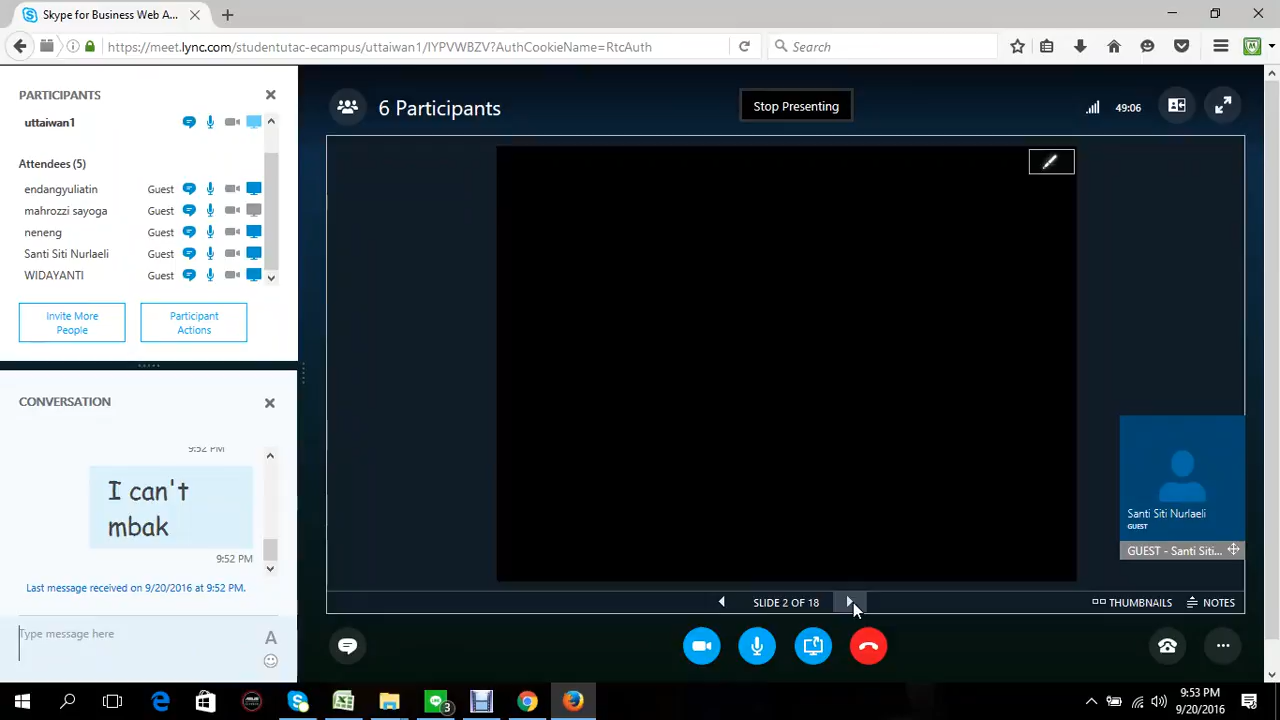 Skype for Business Web A...
https://meet.lync.com/studentutac-ecampus/uttaiwan1/IYPVWBZV?AuthCookieName=RtcAuth
Search
PARTICIPANTS
uttaiwan1
Attendees (5)
endangyuliatin Guest
mahrozzi sayoga Guest
neneng Guest
Santi Siti Nurlaeli Guest
WIDAYANTI Guest
Invite More
People
Participant
Actions
CONVERSATION
9:52 PM
I can't
mbak
9:52 PM
Last message received on 9/20/2016 at 9:52 PM.
Type message here
6 Participants
Stop Presenting
49:06
Santi Siti Nurlaeli
GUEST
GUEST - Santi Siti...
SLIDE 2 OF 18
THUMBNAILS
NOTES
3
9:53 PM
9/20/2016